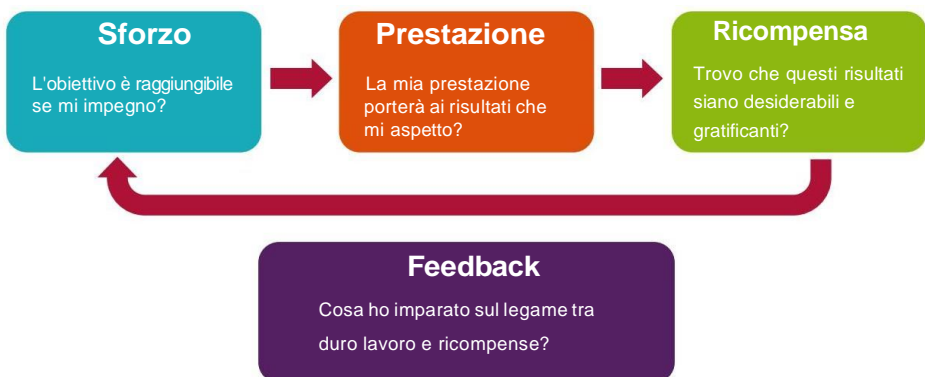 Sforzo
L'obiettivo è raggiungibile
se mi impegno?
Prestazione
La mia prestazione
porterà ai risultati che
mi aspetto?
Ricompensa
Trovo che questi risultati
siano desiderabili e
gratificanti?
Feedback
Cosa ho imparato sul legame tra
duro lavoro e ricompense?